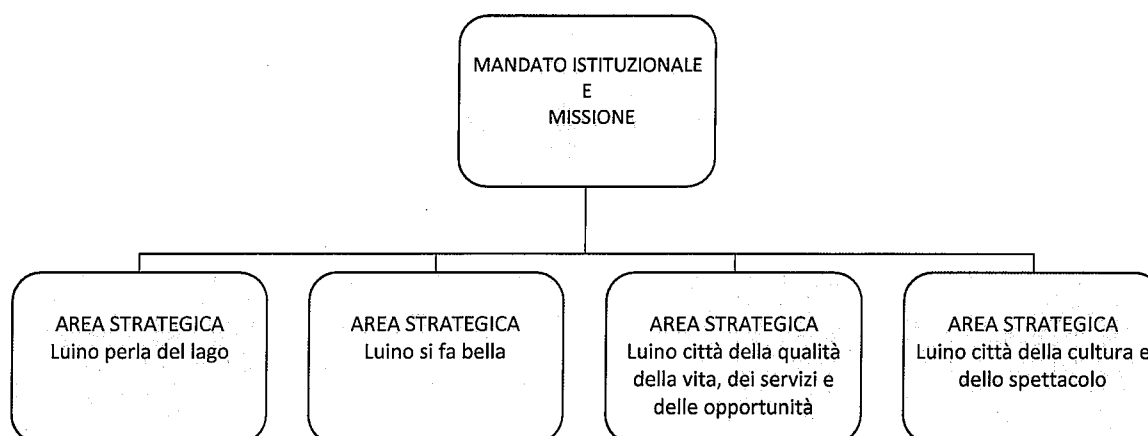 MANDATO ISTITUZIONALE
E
MISSIONE
AREA STRATEGICA
Luino perla del lago
AREA STRATEGICA
Luino si fa bella
AREA STRATEGICA
Luino città della qualità
della vita, dei servizi e
delle opportunità
AREA STRATEGICA
Luino città della cultura e
dello spettacolo